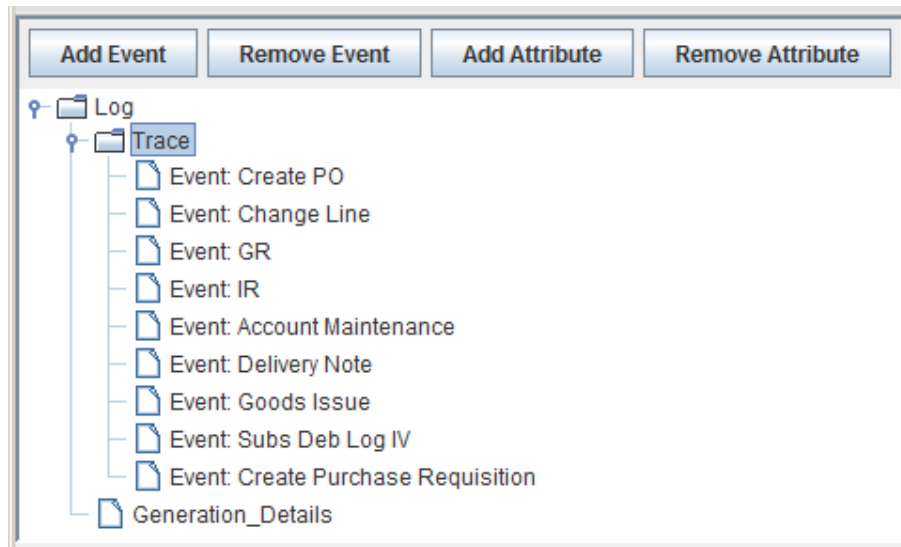 Add Event Remove Event Add Attribute Remove Attribute
Log
Trace
Event: Create PO
Event: Change Line
Event: GR
Event: IR
Event: Account Maintenance
Event: Delivery Note
Event: Goods Issue
Event: Subs Deb Log IV
Event: Create Purchase Requisition
Generation_Details